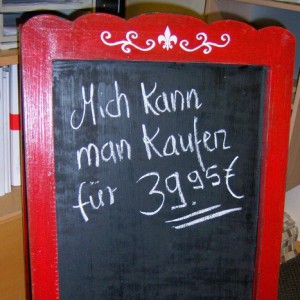 Mich Kann
man Kaufen
für 39.95€